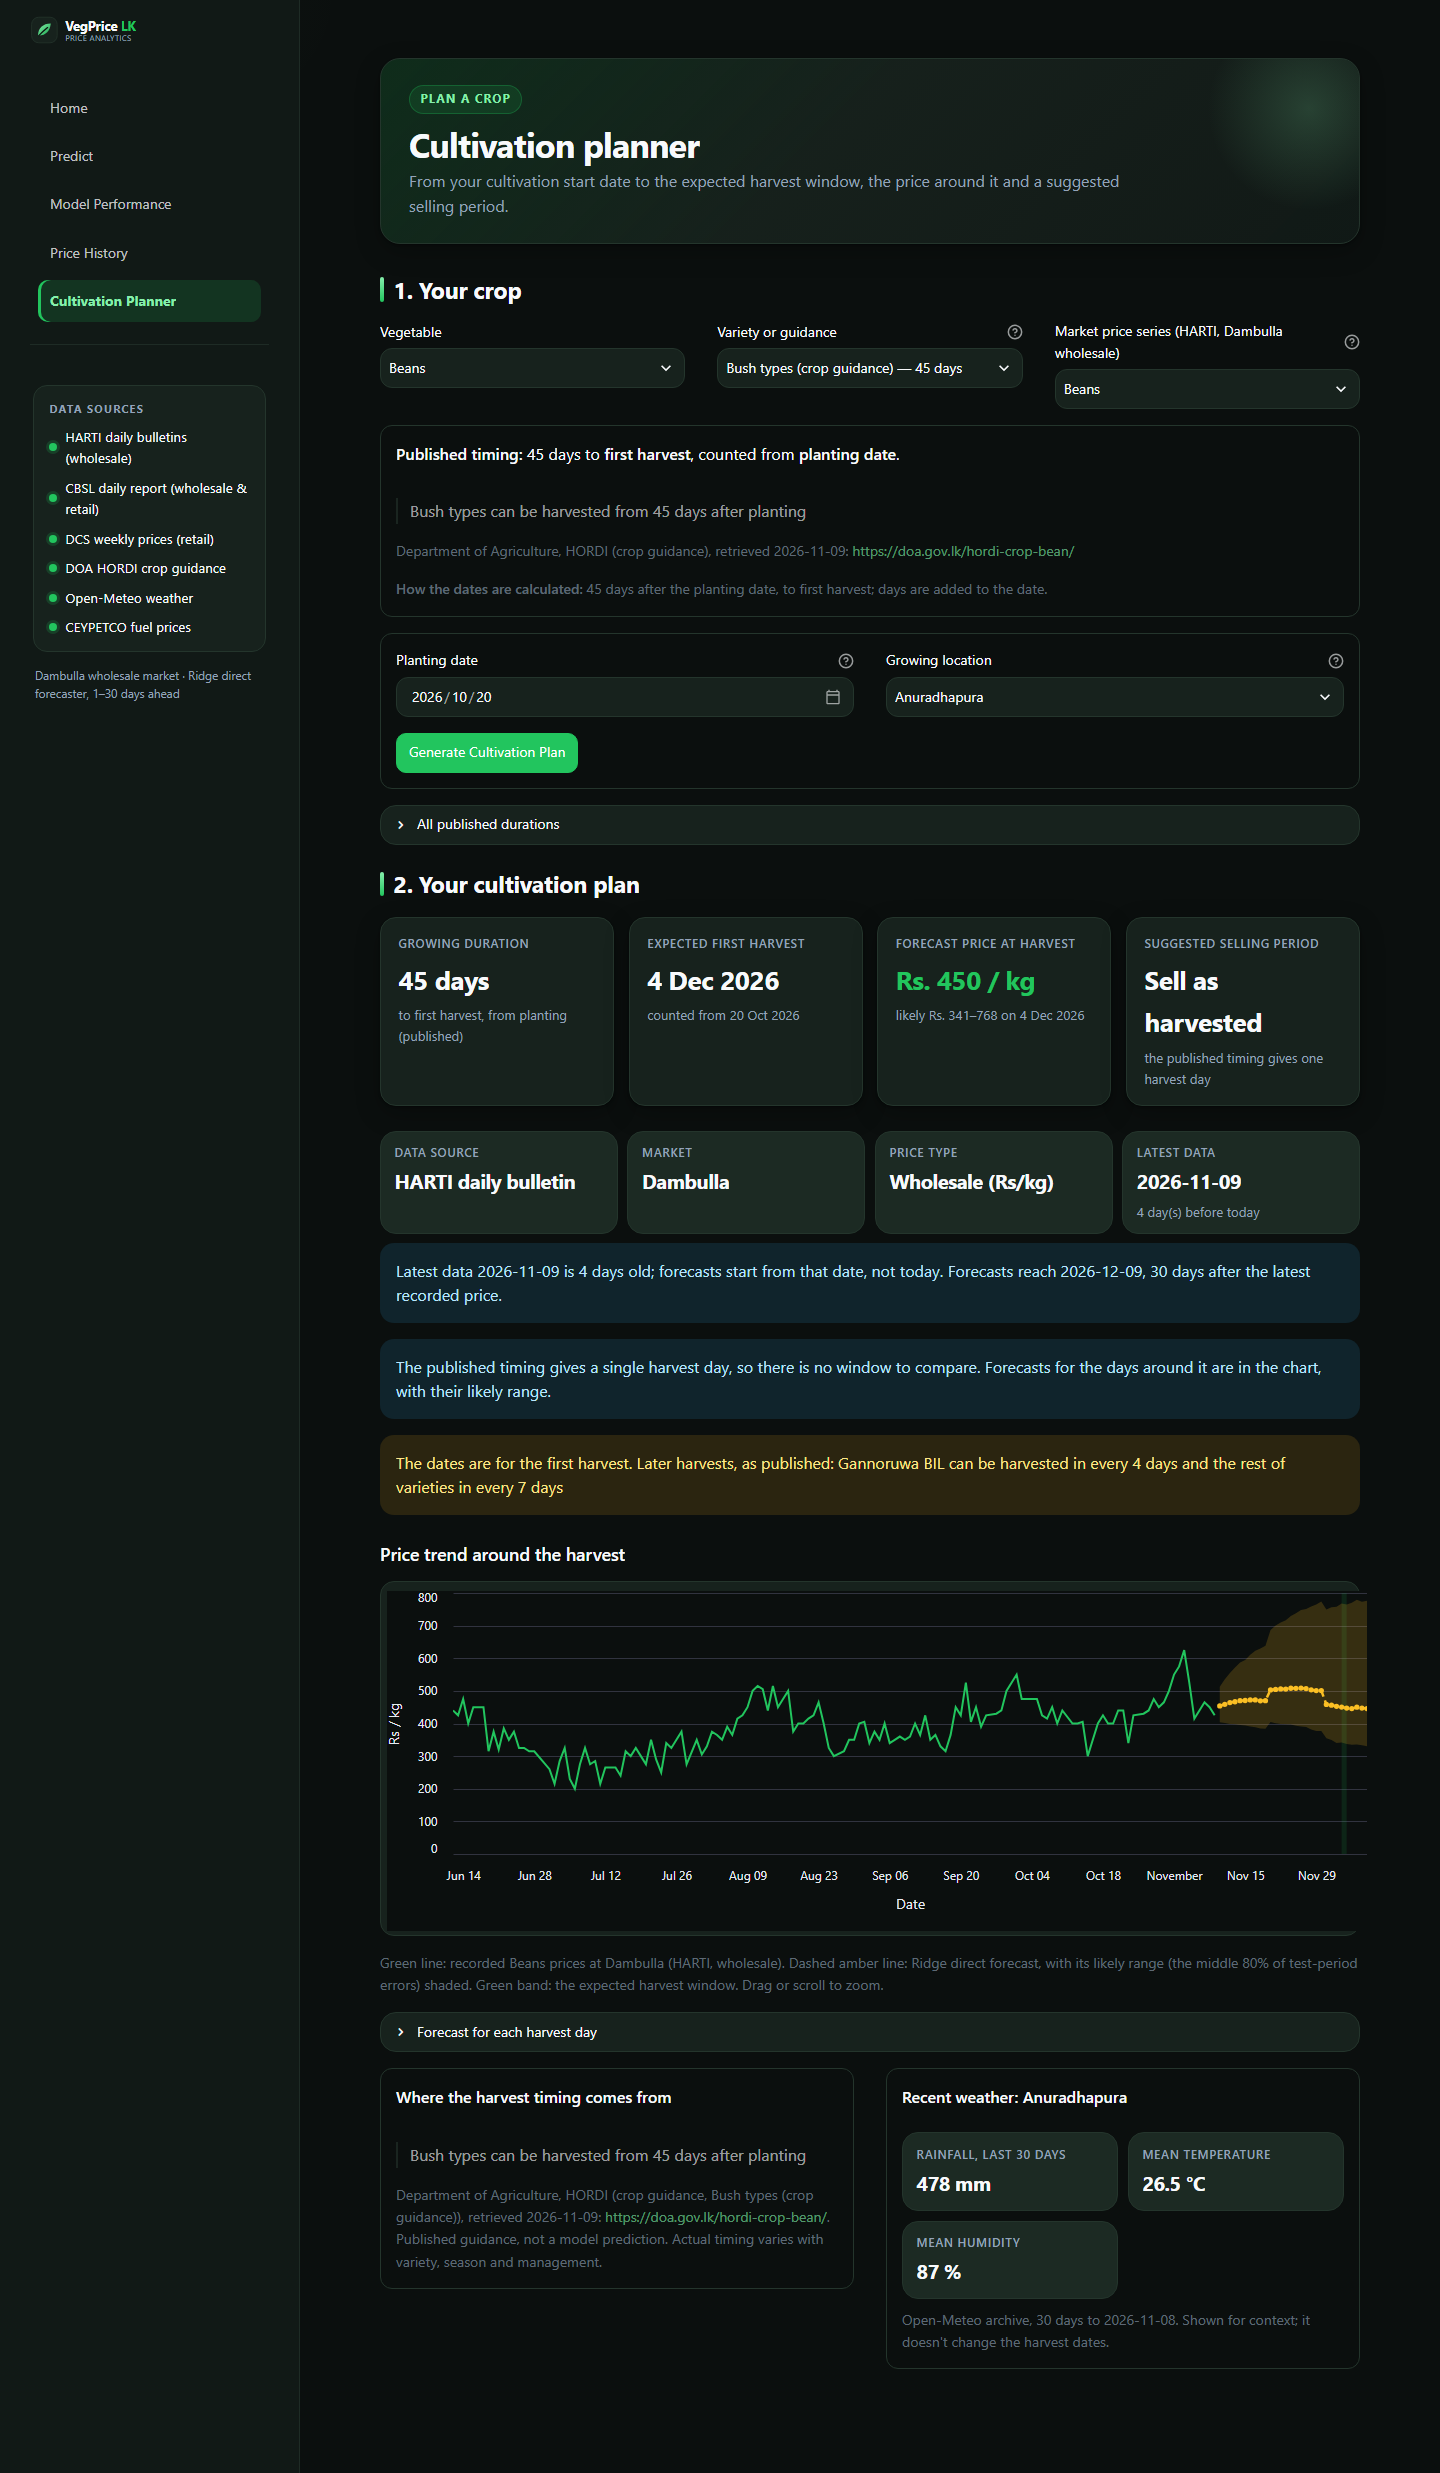 VegPrice LK
PRICE ANALYTICS
Home
Predict
Model Performance
Price History
Cultivation Planner
DATA SOURCES
HARTI daily bulletins
(wholesale)
CBSL daily report (wholesale &
retail)
DCS weekly prices (retail)
DOA HORDI crop guidance
Open-Meteo weather
CEYPETCO fuel prices
Dambulla wholesale market · Ridge direct
forecaster, 1–30 days ahead
PLAN A CROP
Cultivation planner
From your cultivation start date to the expected harvest window, the price around it and a suggested
selling period.
1. Your crop
Vegetable
Beans
Variety or guidance
Bush types (crop guidance) — 45 days
Market price series (HARTI, Dambulla
wholesale)
Beans
Published timing: 45 days to first harvest, counted from planting date.
Bush types can be harvested from 45 days after planting
Department of Agriculture, HORDI (crop guidance), retrieved 2026-11-09: https://doa.gov.lk/hordi-crop-bean/
How the dates are calculated: 45 days after the planting date, to first harvest; days are added to the date.
Planting date
2026/10/20
Growing location
Anuradhapura
Generate Cultivation Plan
All published durations
2. Your cultivation plan
GROWING DURATION
45 days
to first harvest, from planting
(published)
EXPECTED FIRST HARVEST
4 Dec 2026
counted from 20 Oct 2026
FORECAST PRICE AT HARVEST
Rs. 450 / kg
likely Rs. 341–768 on 4 Dec 2026
SUGGESTED SELLING PERIOD
Sell as
harvested
the published timing gives one
harvest day
DATA SOURCE
HARTI daily bulletin
MARKET
Dambulla
PRICE TYPE
Wholesale (Rs/kg)
LATEST DATA
2026-11-09
4 day(s) before today
Latest data 2026-11-09 is 4 days old; forecasts start from that date, not today. Forecasts reach 2026-12-09, 30 days after the latest
recorded price.
The published timing gives a single harvest day, so there is no window to compare. Forecasts for the days around it are in the chart,
with their likely range.
The dates are for the first harvest. Later harvests, as published: Gannoruwa BIL can be harvested in every 4 days and the rest of
varieties in every 7 days
Price trend around the harvest
800
700
600
500
400
300
200
100
0
Rs / kg
Jun 14
Jun 28
Jul 12
Jul 26
Aug 09
Aug 23
Sep 06
Sep 20
Oct 04
Oct 18
November
Nov 15
Nov 29
Date
Green line: recorded Beans prices at Dambulla (HARTI, wholesale). Dashed amber line: Ridge direct forecast, with its likely range (the middle 80% of test-period
errors) shaded. Green band: the expected harvest window. Drag or scroll to zoom.
Forecast for each harvest day
Where the harvest timing comes from
Bush types can be harvested from 45 days after planting
Department of Agriculture, HORDI (crop guidance, Bush types (crop
guidance)), retrieved 2026-11-09: https://doa.gov.lk/hordi-crop-bean/.
Published guidance, not a model prediction. Actual timing varies with
variety, season and management.
Recent weather: Anuradhapura
RAINFALL, LAST 30 DAYS
478 mm
MEAN TEMPERATURE
26.5 °C
MEAN HUMIDITY
87 %
Open-Meteo archive, 30 days to 2026-11-08. Shown for context; it
doesn't change the harvest dates.